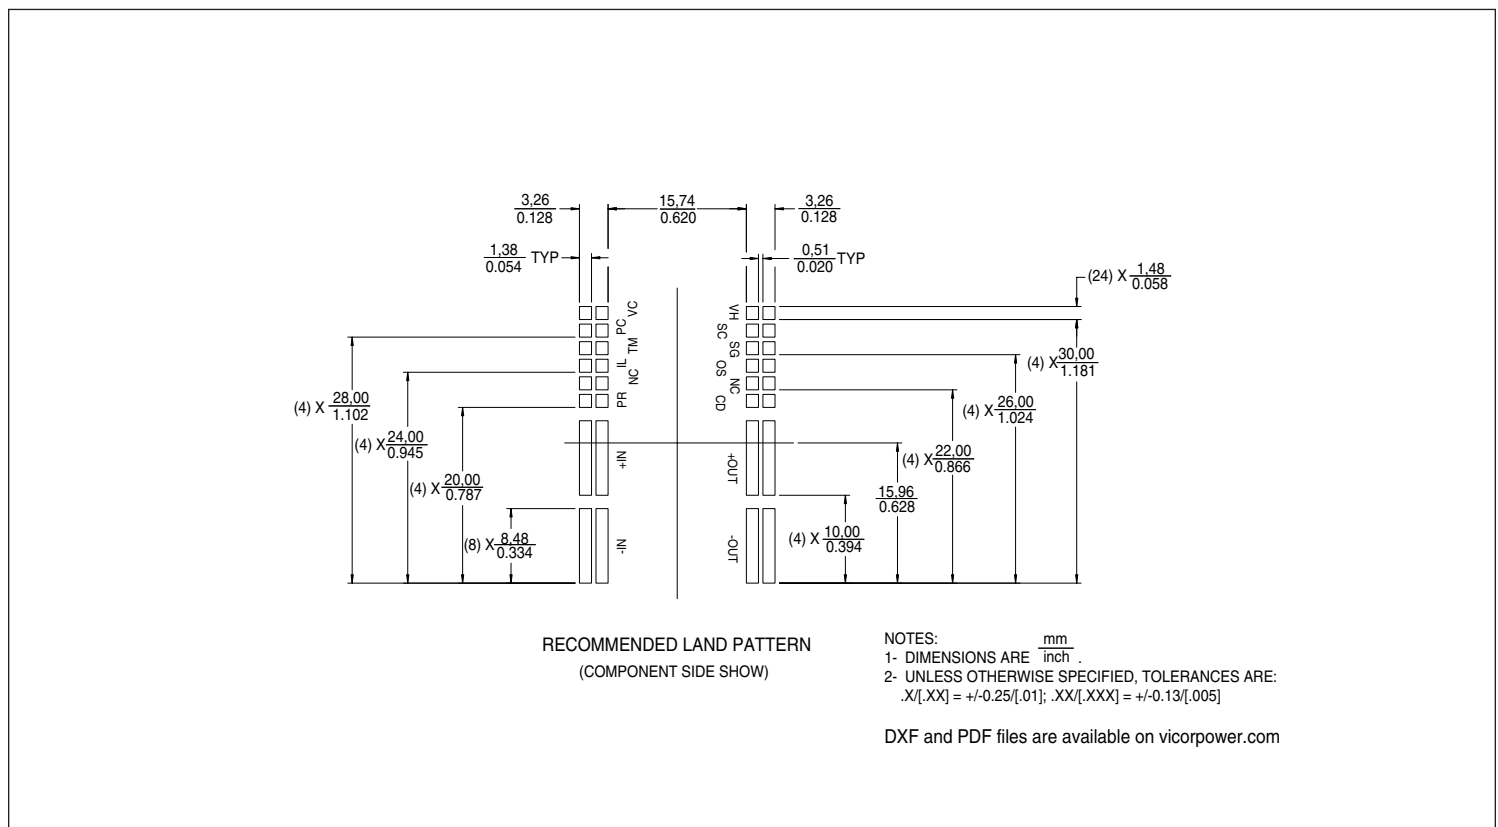 3,26
0.128
15,74
0.620
3,26
0.128
1,38
0.054 TYP
0,51
0.020 TYP
(24) X 1,48
0.058
VC
PC
TM
IL
NC
PR
+IN
-IN
VH
SC
SG
OS
NC
CD
+OUT
-OUT
(4) X 28,00
1.102
(4) X 24,00
0.945
(4) X 20,00
0.787
(8) X 8,48
0.334
(4) X 30,00
1.181
(4) X 26,00
1.024
(4) X 22,00
0.866
15,96
0.628
(4) X 10,00
0.394
RECOMMENDED LAND PATTERN
(COMPONENT SIDE SHOW)
NOTES:
1- DIMENSIONS ARE mm
inch .
2- UNLESS OTHERWISE SPECIFIED, TOLERANCES ARE:
.X/[.XX] = +/-0.25/[.01]; .XX/[.XXX] = +/-0.13/[.005]
DXF and PDF files are available on vicorpower.com